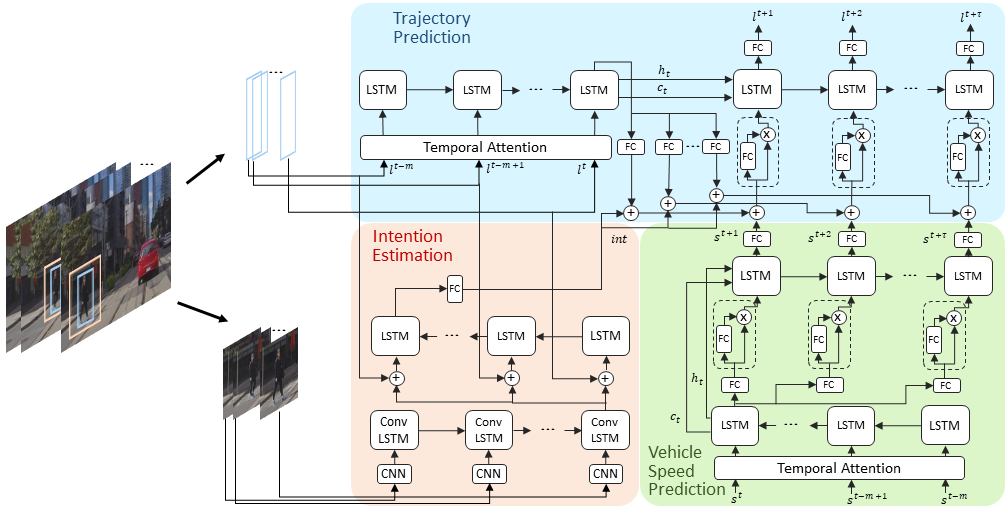 Trajectory
Prediction
l^{t+1} l^{t+2} l^{t+τ}
FC FC FC
LSTM LSTM ... LSTM h_t c_t LSTM LSTM ... LSTM
Temporal Attention
l^{t-m} l^{t-m+1} l^t
FC FC ... FC
FC x FC x FC x
+ + + + + +
Intention
Estimation
int
s^{t+1} s^{t+2} s^{t+τ}
FC FC FC
FC
LSTM LSTM ... LSTM
LSTM ... LSTM LSTM
+ + +
FC x FC x FC x
h_t
FC FC FC
c_t
Conv
LSTM
Conv
LSTM
...
Conv
LSTM
CNN CNN CNN
LSTM ... LSTM LSTM
Vehicle
Speed
Prediction
Temporal Attention
s^t s^{t-m+1} s^{t-m}